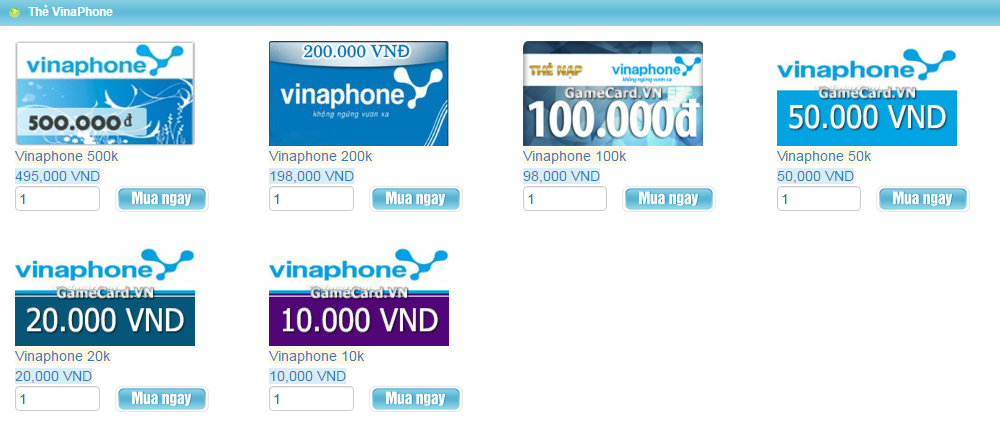 Thẻ VinaPhone
vinaphone
500.000 đ
Vinaphone 500k
495,000 VND
1
Mua ngay
200.000 VNĐ
vinaphone
không ngừng vươn xa
Vinaphone 200k
198,000 VND
1
Mua ngay
THẺ NẠP
vinaphone
không ngừng vươn xa
GameCard.VN
100.000đ
Vinaphone 100k
98,000 VND
1
Mua ngay
vinaphone
GameCard.VN
50.000 VND
Vinaphone 50k
50,000 VND
1
Mua ngay
vinaphone
GameCard.VN
20.000 VND
Vinaphone 20k
20,000 VND
1
Mua ngay
vinaphone
GameCard.VN
10.000 VND
Vinaphone 10k
10,000 VND
1
Mua ngay